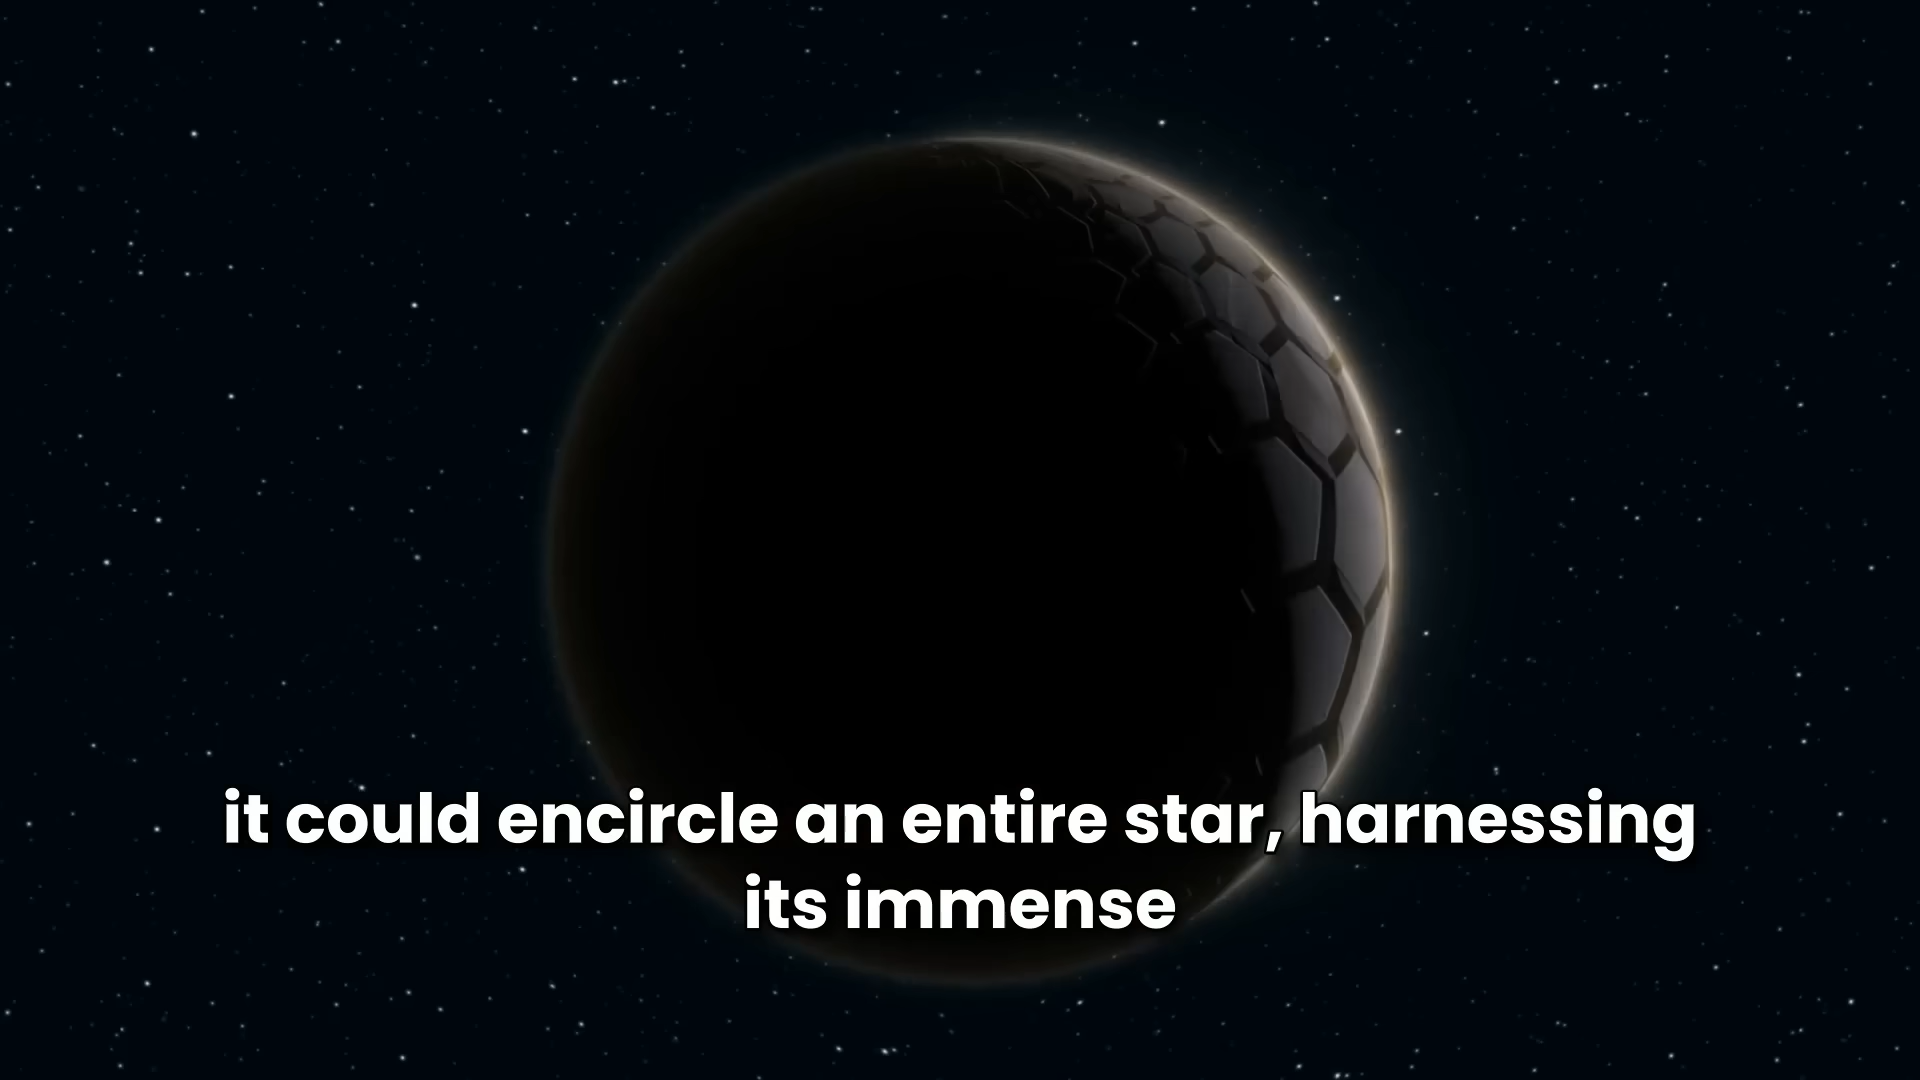 it could encircle an entire star, harnessing
its immense